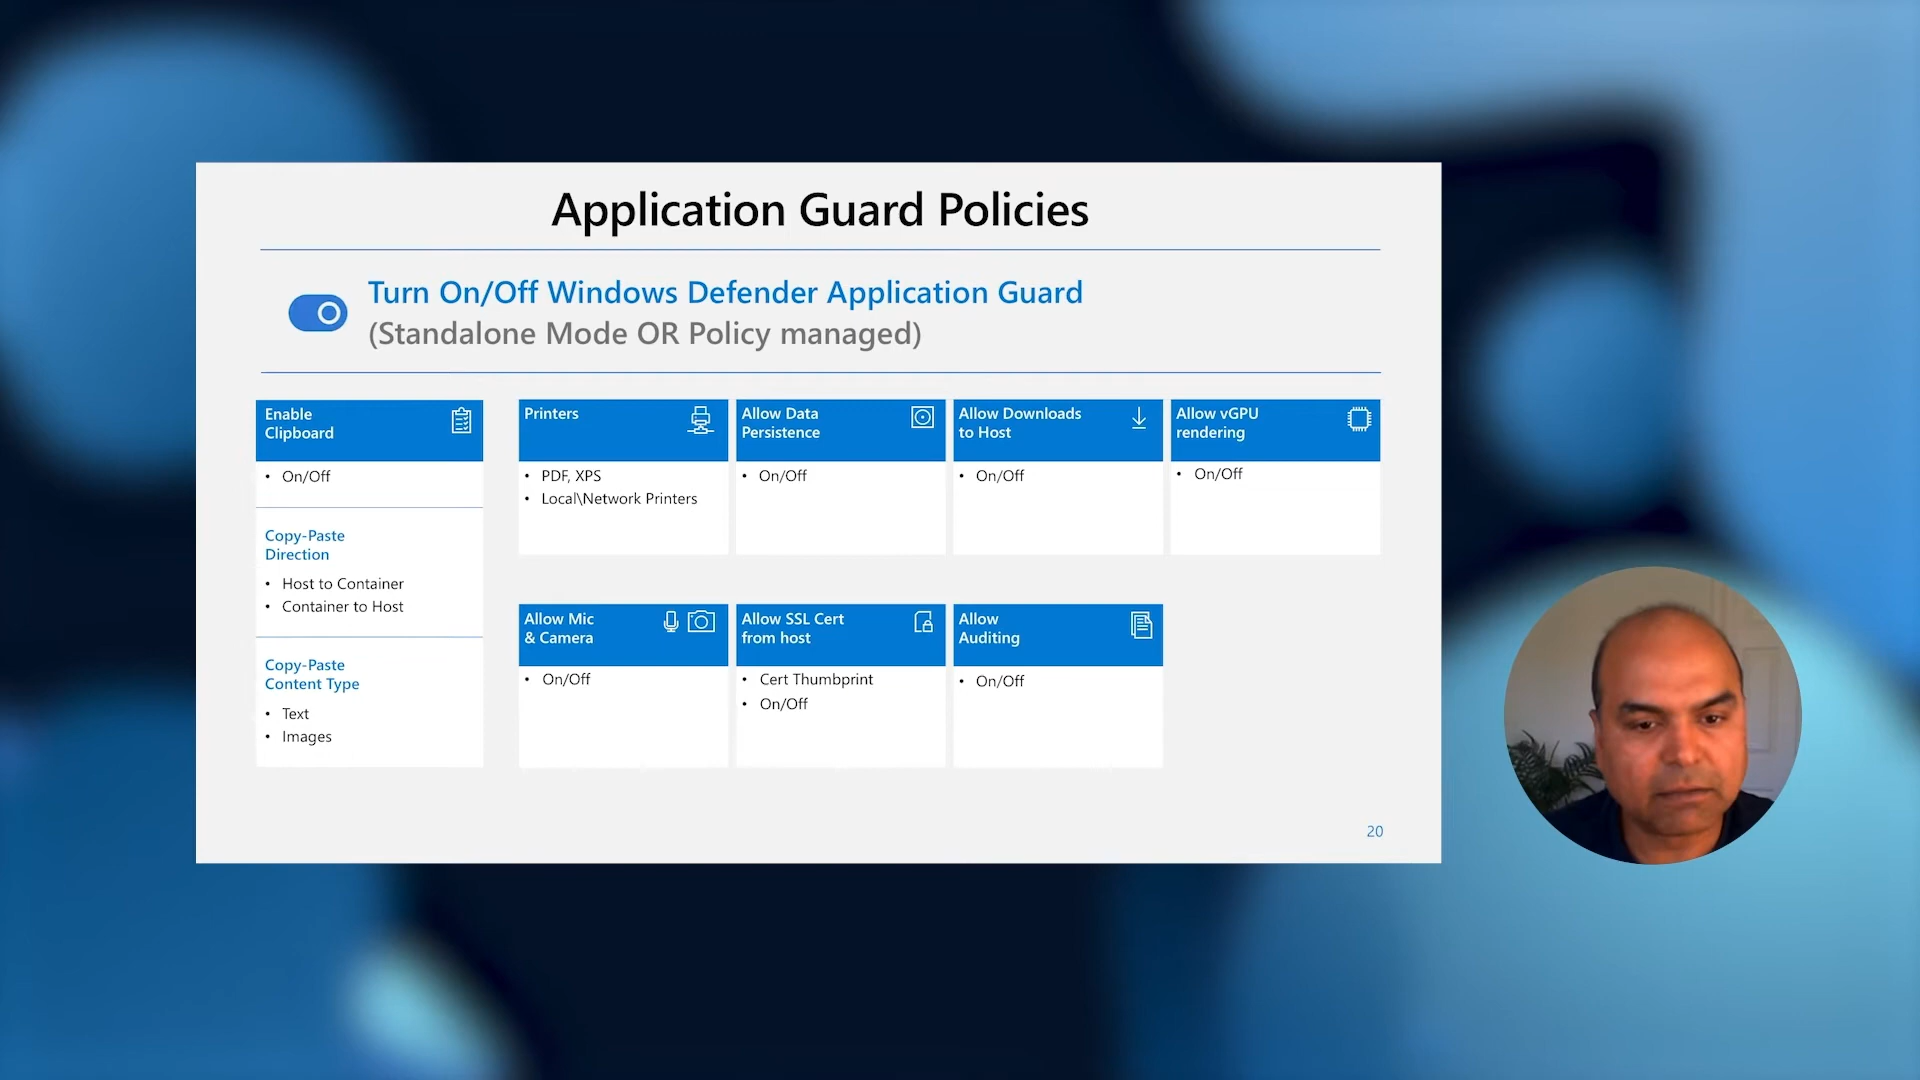 Application Guard Policies
Turn On/Off Windows Defender Application Guard
(Standalone Mode OR Policy managed)
Enable
Clipboard
• On/Off
Copy-Paste
Direction
• Host to Container
• Container to Host
Copy-Paste
Content Type
• Text
• Images
Printers
• PDF, XPS
• Local\Network Printers
Allow Data
Persistence
• On/Off
Allow Downloads
to Host
• On/Off
Allow vGPU
rendering
• On/Off
Allow Mic
& Camera
• On/Off
Allow SSL Cert
from host
• Cert Thumbprint
• On/Off
Allow
Auditing
• On/Off
20